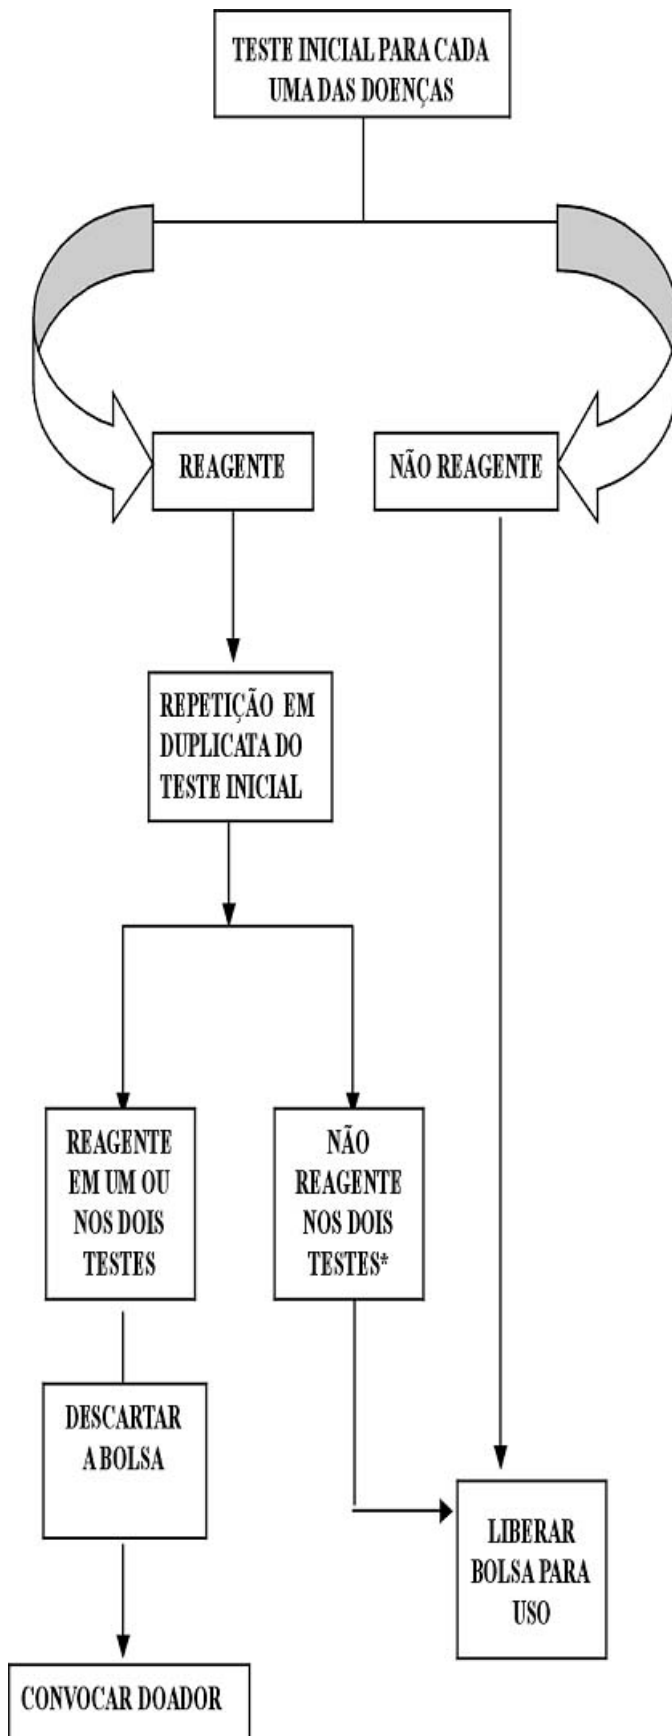 TESTE INICIAL PARA CADA
UMA DAS DOENÇAS
REAGENTE
NÃO REAGENTE
REPETIÇÃO EM
DUPLICATA DO
TESTE INICIAL
REAGENTE
EM UM OU
NOS DOIS
TESTES
NÃO
REAGENTE
NOS DOIS
TESTES*
DESCARTAR
A BOLSA
LIBERAR
BOLSA PARA
USO
CONVOCAR DOADOR